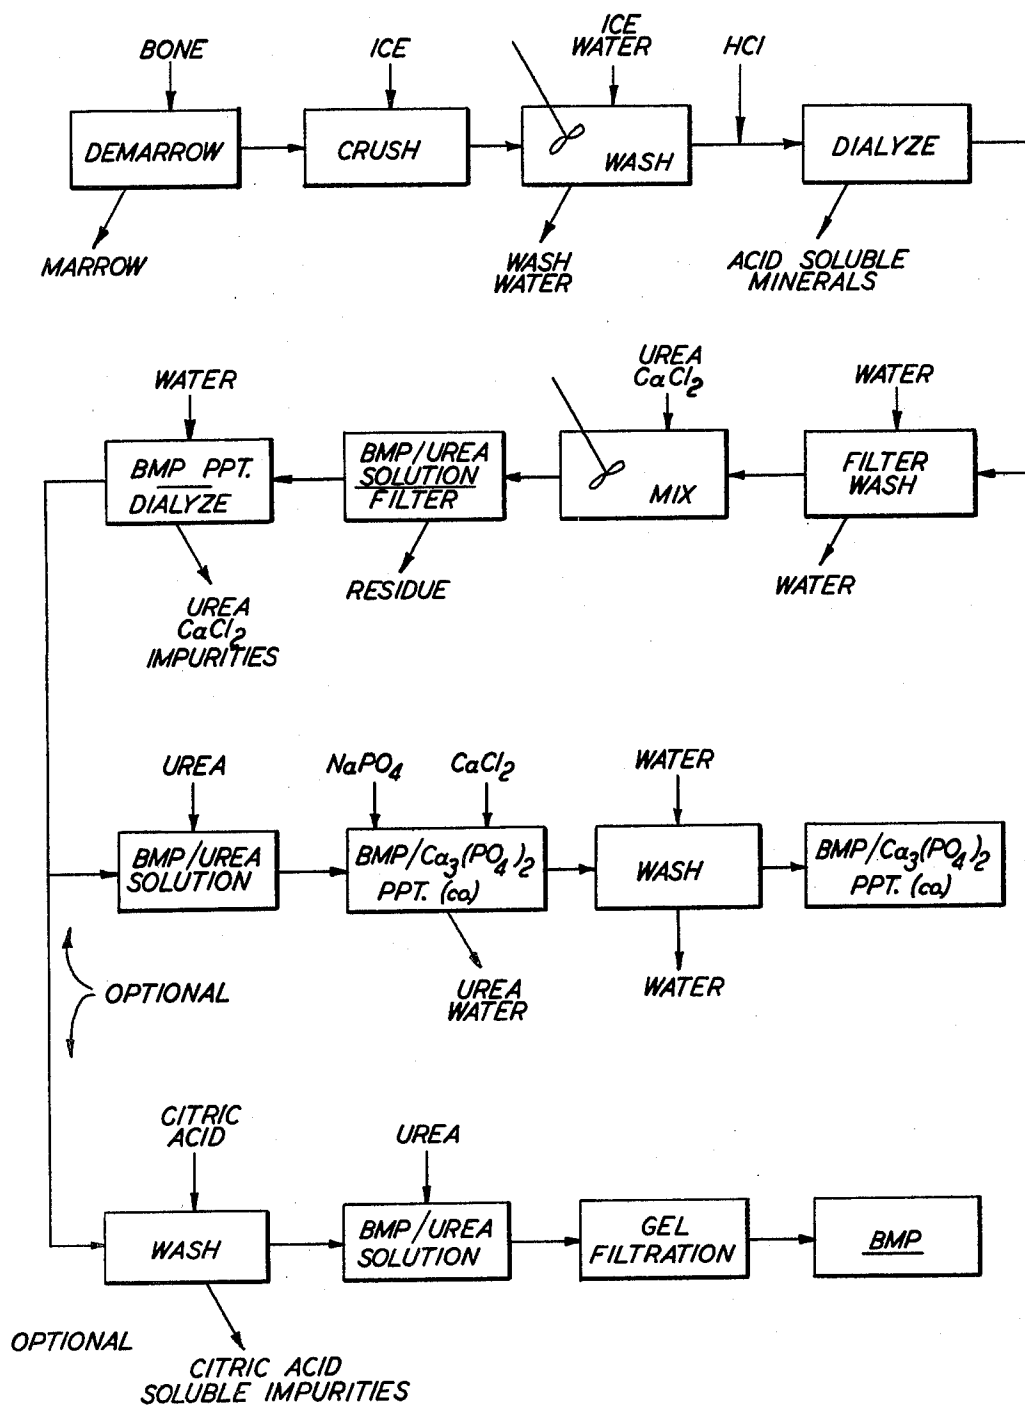 BONE
ICE
ICE
WATER
HCl
DEMARROW
CRUSH
WASH
DIALYZE
MARROW
WASH
WATER
ACID SOLUBLE
MINERALS
WATER
UREA
CaCl2
WATER
BMP PPT.
DIALYZE
BMP/UREA
SOLUTION
FILTER
MIX
FILTER
WASH
UREA
CaCl2
IMPURITIES
RESIDUE
WATER
UREA
NaPO4
CaCl2
WATER
BMP/UREA
SOLUTION
BMP/Ca3(PO4)2
PPT. (co)
WASH
BMP/Ca3(PO4)2
PPT. (co)
OPTIONAL
UREA
WATER
WATER
CITRIC
ACID
UREA
WASH
BMP/UREA
SOLUTION
GEL
FILTRATION
BMP
OPTIONAL
CITRIC ACID
SOLUBLE IMPURITIES